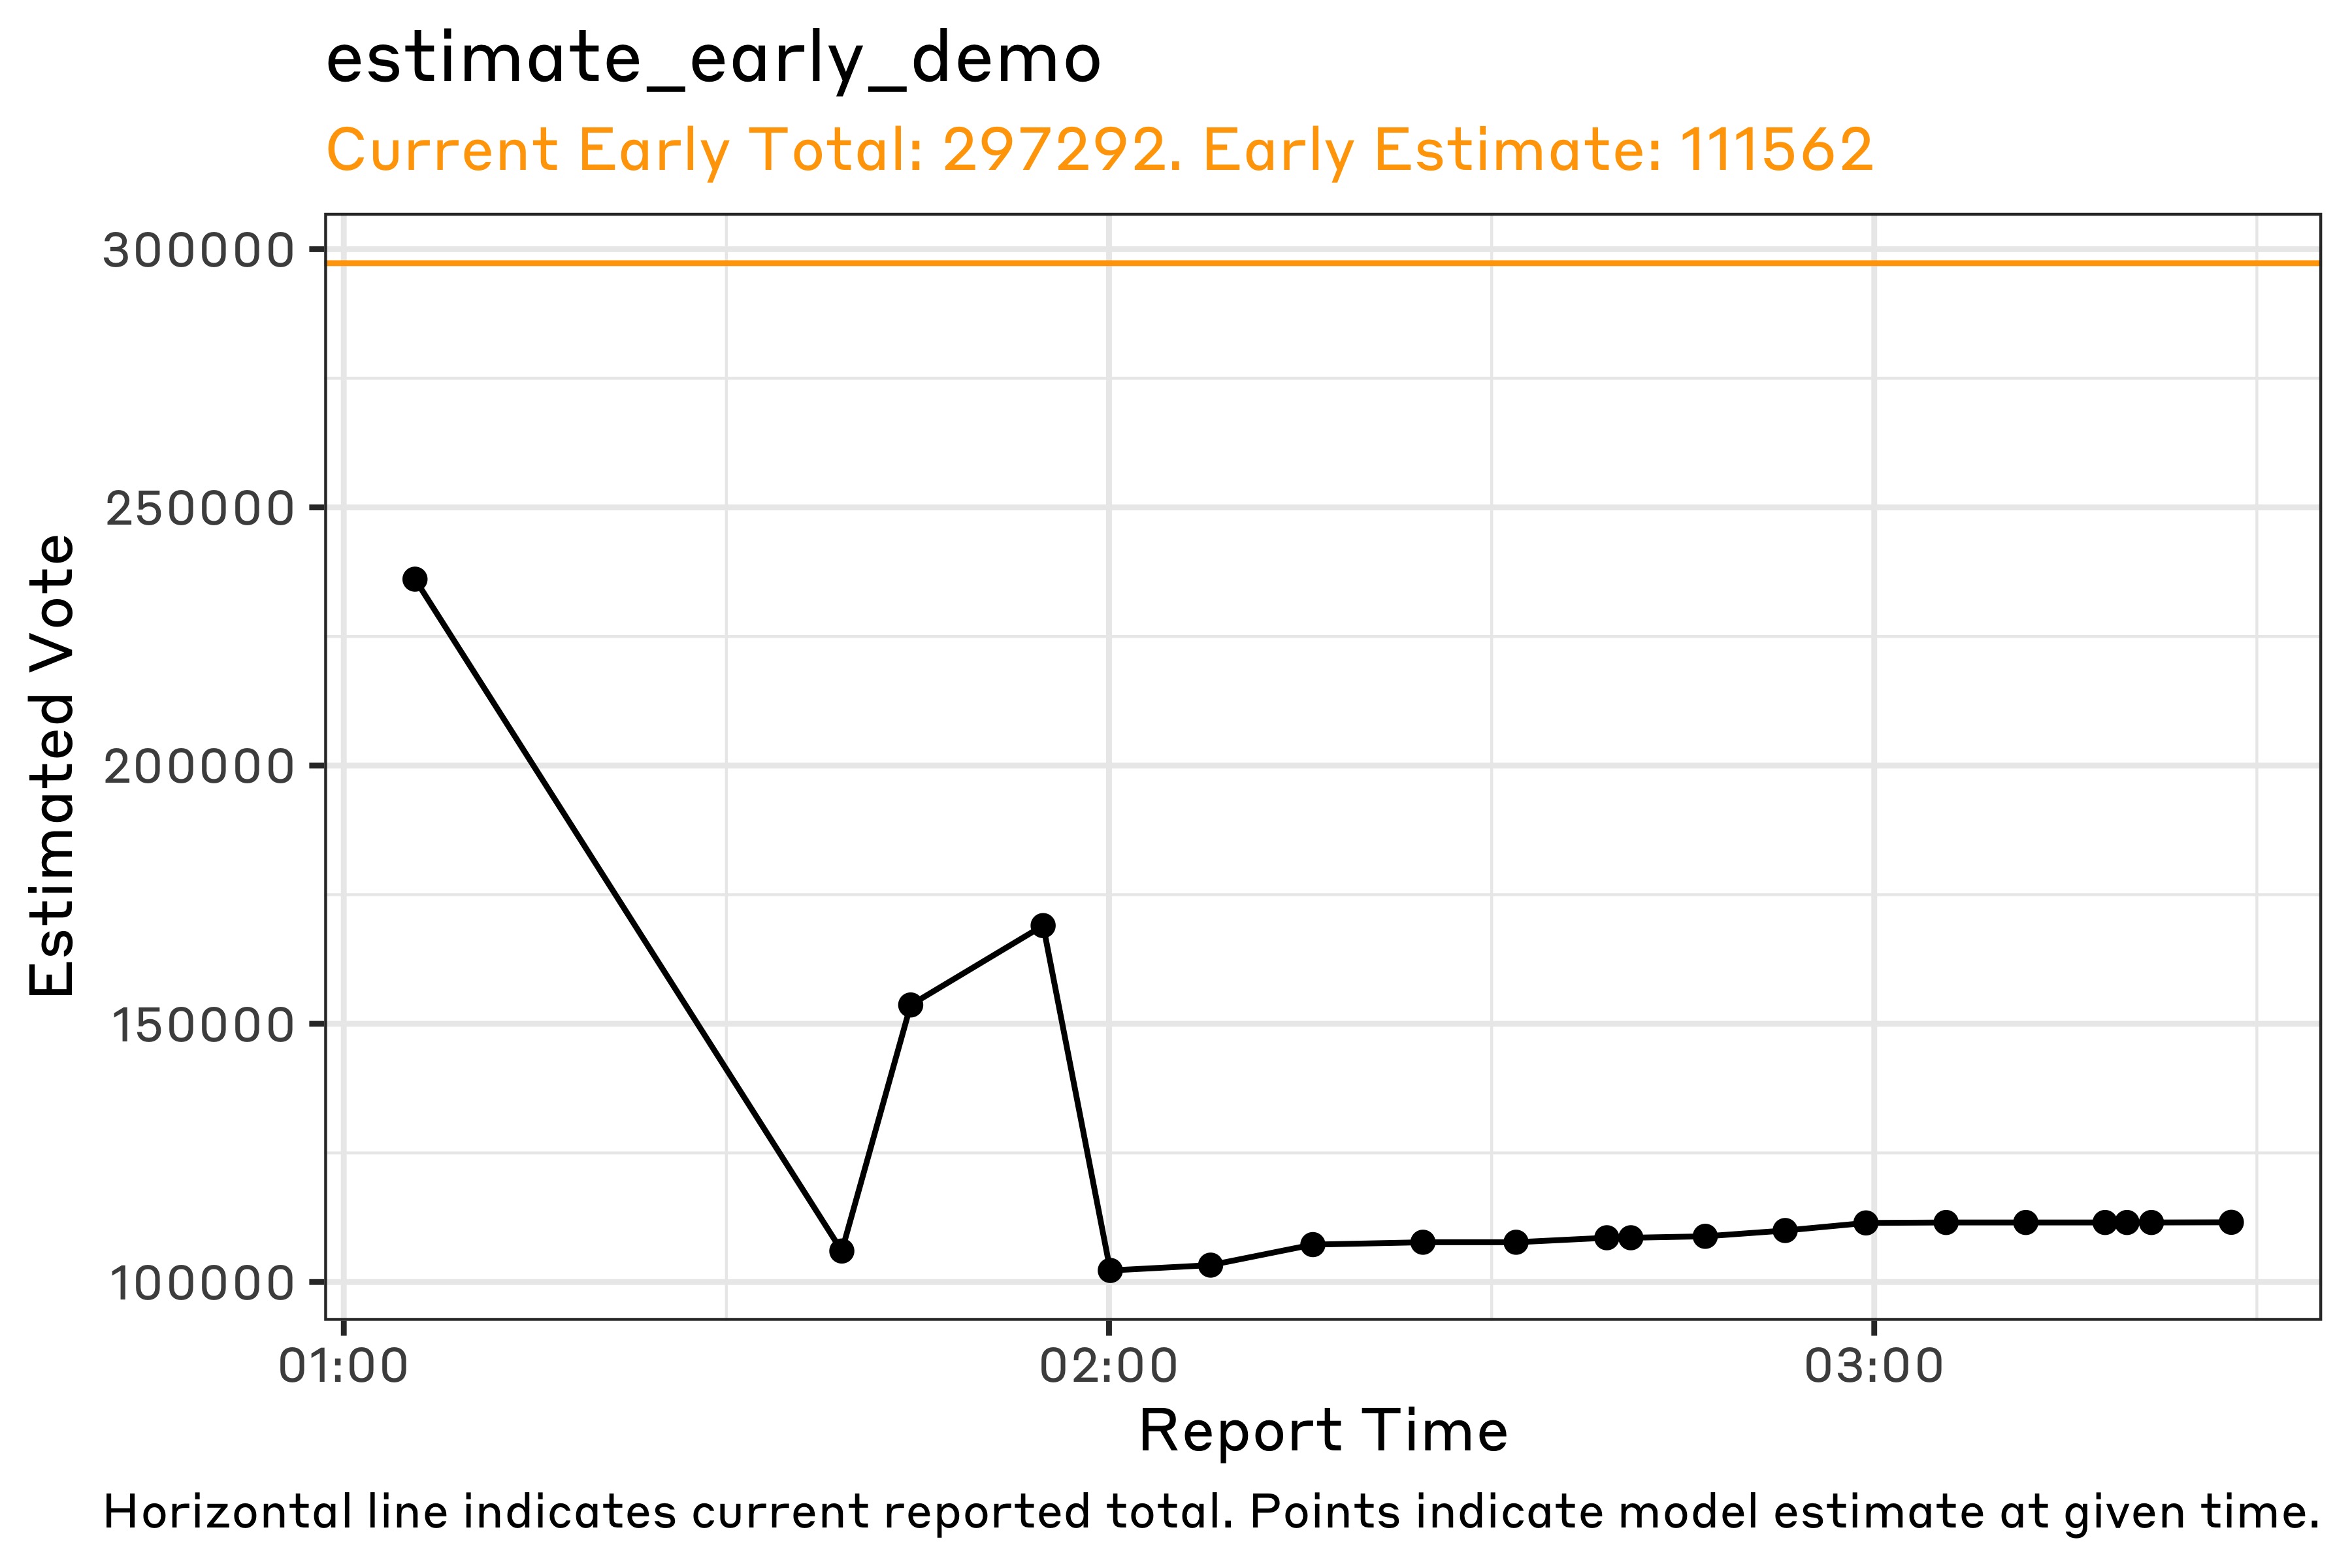 estimate_early_demo
Current Early Total: 297292. Early Estimate: 111562
300000
250000
200000
150000
100000
Estimated Vote
01:00 02:00 03:00
Report Time
Horizontal line indicates current reported total. Points indicate model estimate at given time.